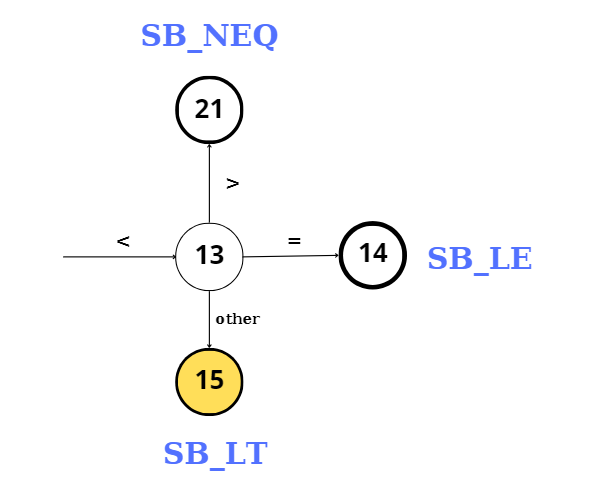 SB_NEQ
21
>
<
13
=
14
SB_LE
other
15
SB_LT